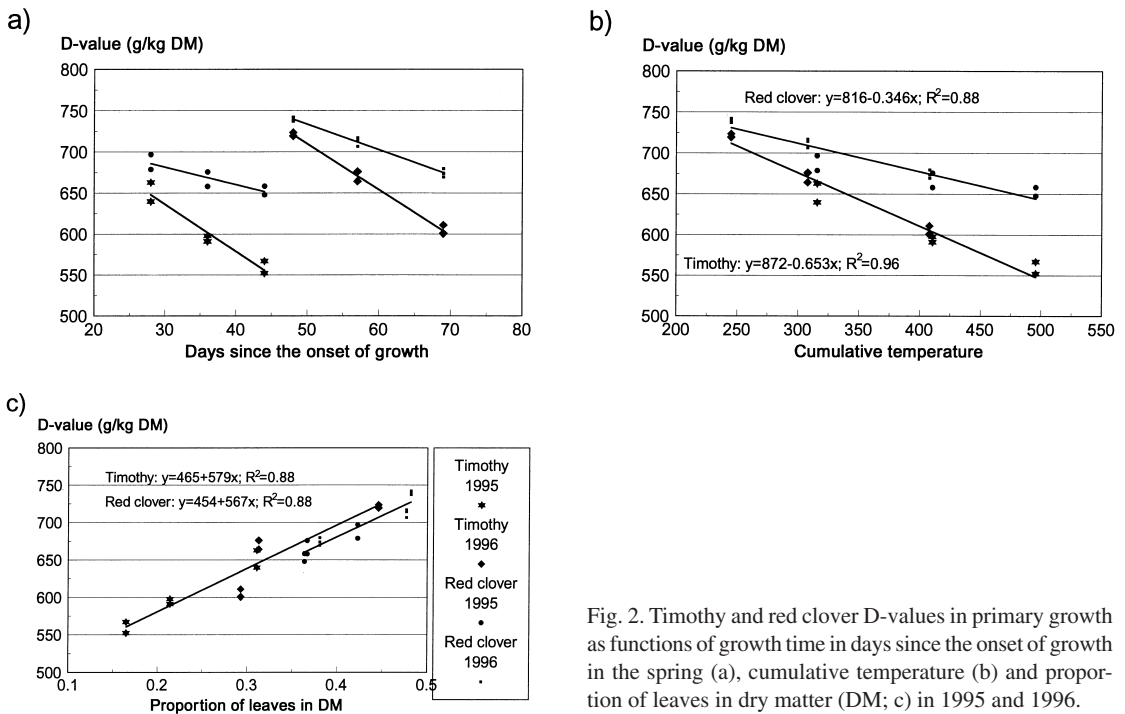 a)
D-value (g/kg DM)
800
750
700
650
600
550
500
20 30 40 50 60 70 80
Days since the onset of growth
b)
D-value (g/kg DM)
800
750
700
650
600
550
500
Red clover: y=816-0.346x; R²=0.88
Timothy: y=872-0.653x; R²=0.96
200 250 300 350 400 450 500 550
Cumulative temperature
c)
D-value (g/kg DM)
800
750
700
650
600
550
500
Timothy: y=465+579x; R²=0.88
Red clover: y=454+567x; R²=0.88
0.1 0.2 0.3 0.4 0.5
Proportion of leaves in DM
Timothy
1995
Timothy
1996
Red clover
1995
Red clover
1996
Fig. 2. Timothy and red clover D-values in primary growth
as functions of growth time in days since the onset of growth
in the spring (a), cumulative temperature (b) and propor-
tion of leaves in dry matter (DM; c) in 1995 and 1996.